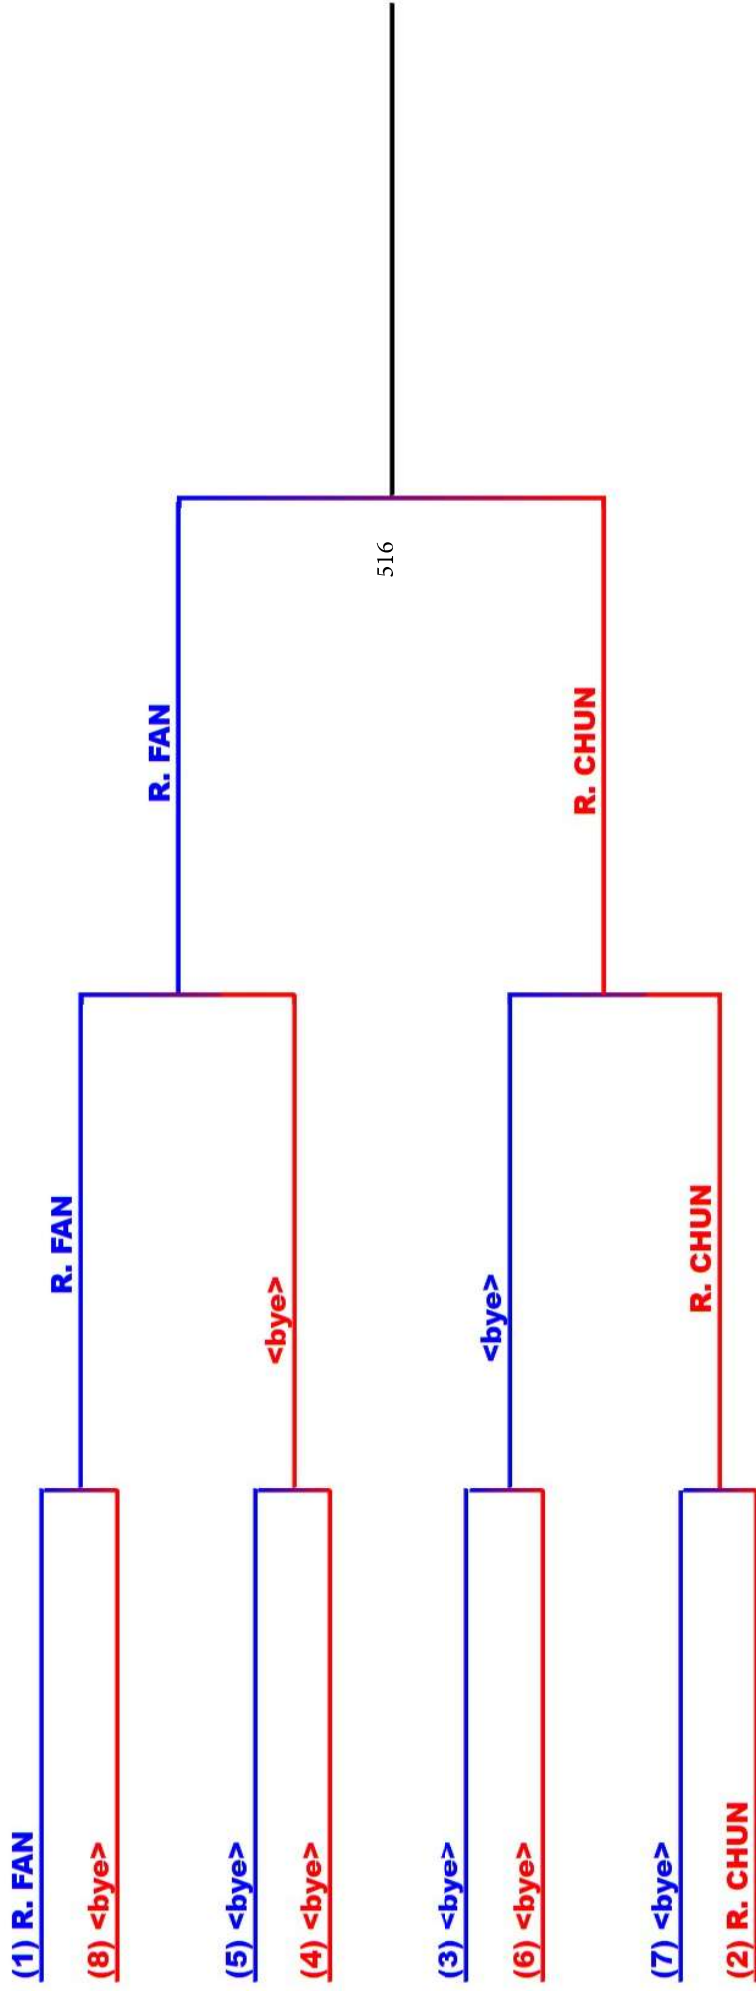 (1) R. FAN
(8) <bye>
(5) <bye>
(4) <bye>
(3) <bye>
(6) <bye>
(7) <bye>
(2) R. CHUN
R. FAN
<bye>
<bye>
R. CHUN
R. FAN
R. CHUN
516